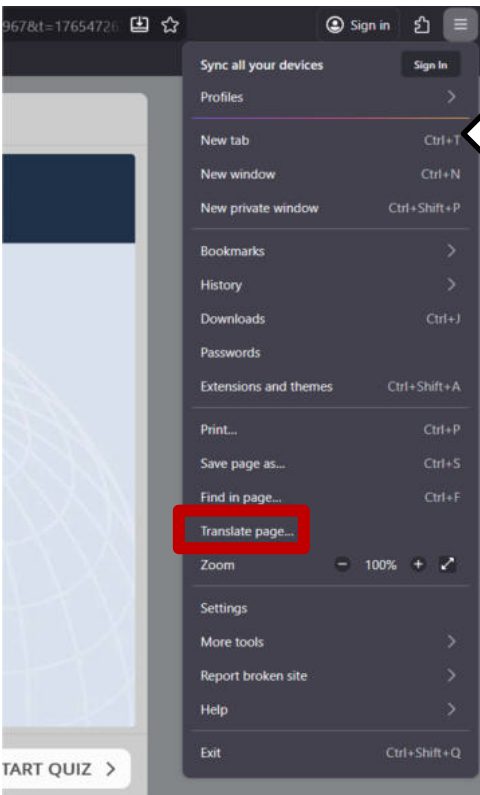 967&t=17654726
Sign in
Sync all your devices Sign In
Profiles
New tab Ctrl+T
New window Ctrl+N
New private window Ctrl+Shift+P
Bookmarks
History
Downloads Ctrl+J
Passwords
Extensions and themes Ctrl+Shift+A
Print... Ctrl+P
Save page as... Ctrl+S
Find in page... Ctrl+F
Translate page...
Zoom − 100% +
Settings
More tools
Report broken site
Help
Exit Ctrl+Shift+Q
TART QUIZ >